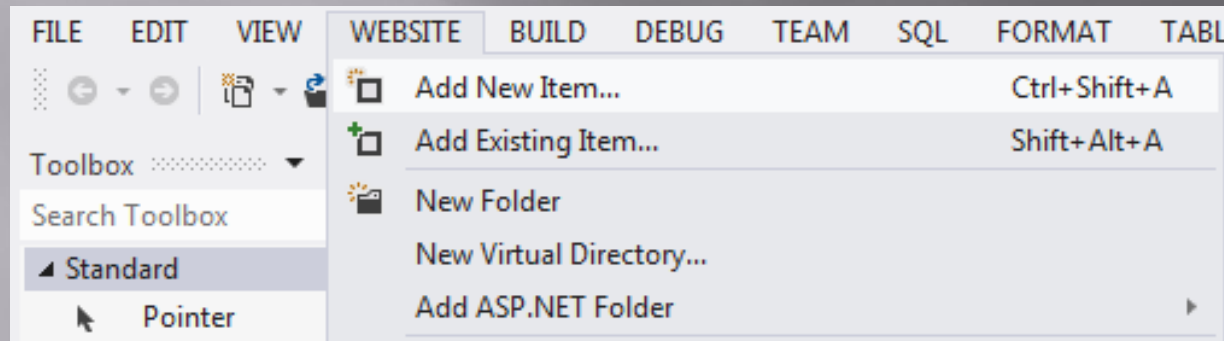 FILE EDIT VIEW WEBSITE BUILD DEBUG TEAM SQL FORMAT TABL
Add New Item... Ctrl+Shift+A
Add Existing Item... Shift+Alt+A
Toolbox
New Folder
Search Toolbox
New Virtual Directory...
Standard
Add ASP.NET Folder
Pointer